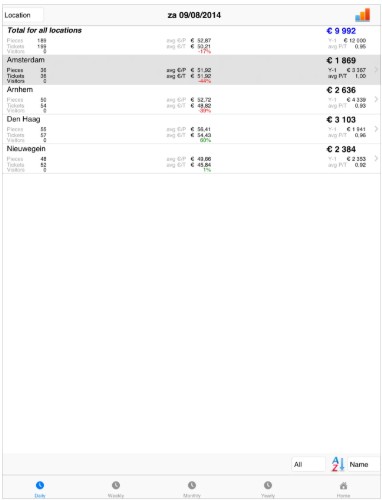 Location za 09/08/2014
Total for all locations € 9 992
Pieces 189 avg €/P € 52,87 Y-1 € 12 000
Tickets 199 avg €/T € 50,21 avg P/T 0.95
Visitors 0 -17%
Amsterdam € 1 869
Pieces 36 avg €/P € 51,92 Y-1 € 3 367
Tickets 36 avg €/T € 51,92 avg P/T 1.00
Visitors 0 -44%
Arnhem € 2 636
Pieces 50 avg €/P € 52,72 Y-1 € 4 339
Tickets 54 avg €/T € 48,82 avg P/T 0.93
Visitors 0 -39%
Den Haag € 3 103
Pieces 55 avg €/P € 56,41 Y-1 € 1 941
Tickets 57 avg €/T € 54,43 avg P/T 0.96
Visitors 0 60%
Nieuwegein € 2 384
Pieces 48 avg €/P € 49,66 Y-1 € 2 353
Tickets 52 avg €/T € 45,84 avg P/T 0.92
Visitors 0 1%
All A Z Name
Daily Weekly Monthly Yearly Home